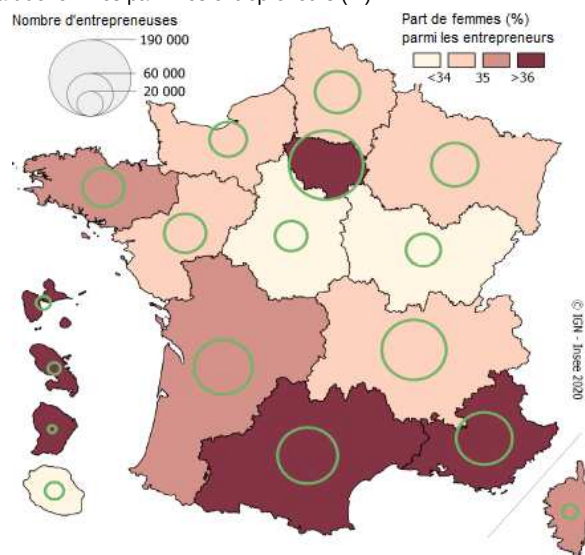 Nombre d'entrepreneuses
190 000
60 000
20 000
Part de femmes (%)
parmi les entrepreneurs
<34 35 >36
© IGN - Insee 2020